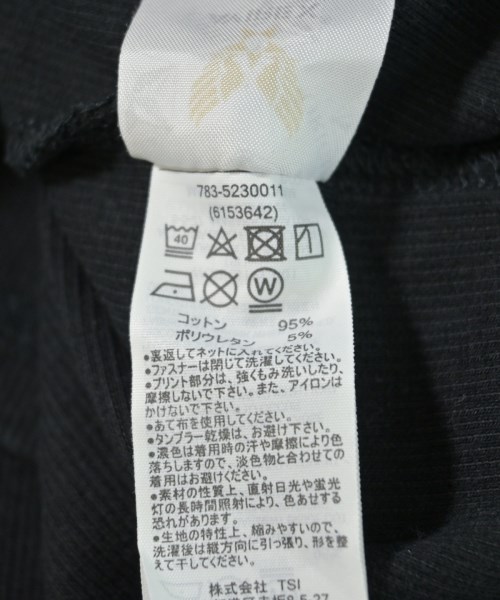 783-5230011
(6153642)
40
W
コットン 95%
ポリウレタン 5%
●裏返してネットに入れてください。
●ファスナーは閉じて洗濯してください。
●プリント部分は、強くもみ洗いしたり、
摩擦しないで下さい。また、アイロンは
かけないで下さい。
●あて布を使用してください。
●タンブラー乾燥は、お避け下さい。
●濃色は着用時の汗や摩擦により色
落ちしますので、淡色物と合わせての
着用はお避けください。
●素材の性質上、直射日光や蛍光
灯の長時間照射により、色あせする
恐れがあります。
●生地の特性上、縮みやすいので、
洗濯後は縦方向に引っ張り、形を整
えて干してください。
株式会社 TSI